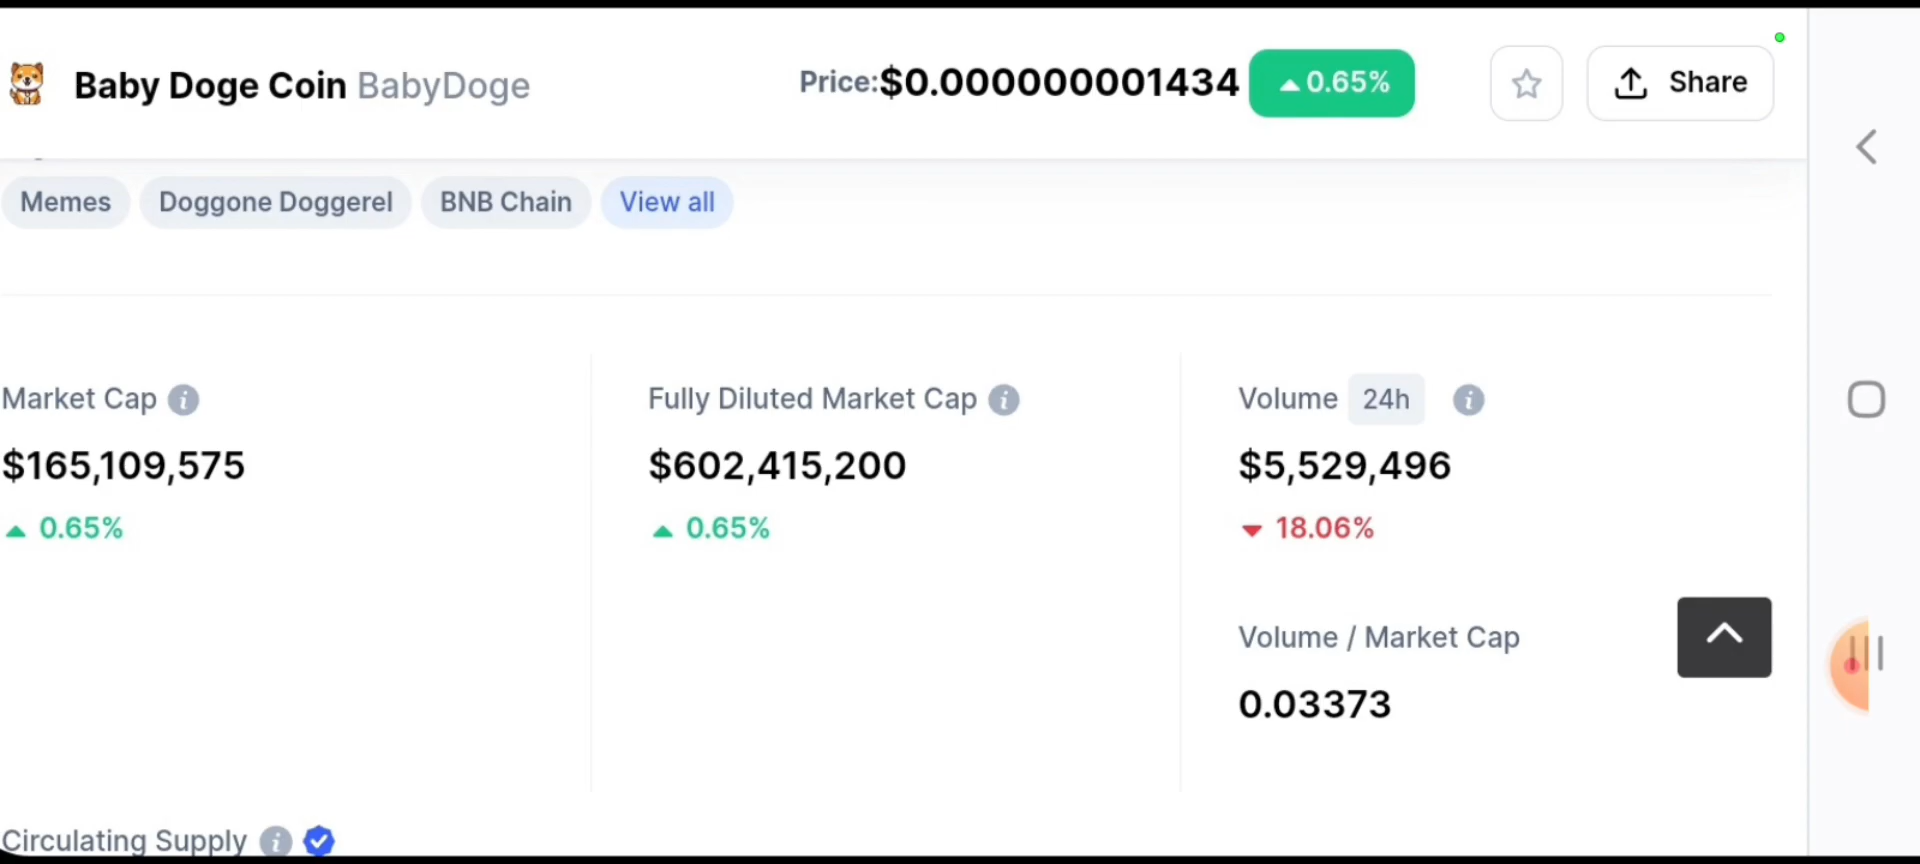 Baby Doge Coin BabyDoge Price:$0.000000001434 0.65% Share
Memes Doggone Doggerel BNB Chain View all
Market Cap Fully Diluted Market Cap Volume 24h
$165,109,575 $602,415,200 $5,529,496
0.65% 0.65% 18.06%
Volume / Market Cap
0.03373
Circulating Supply